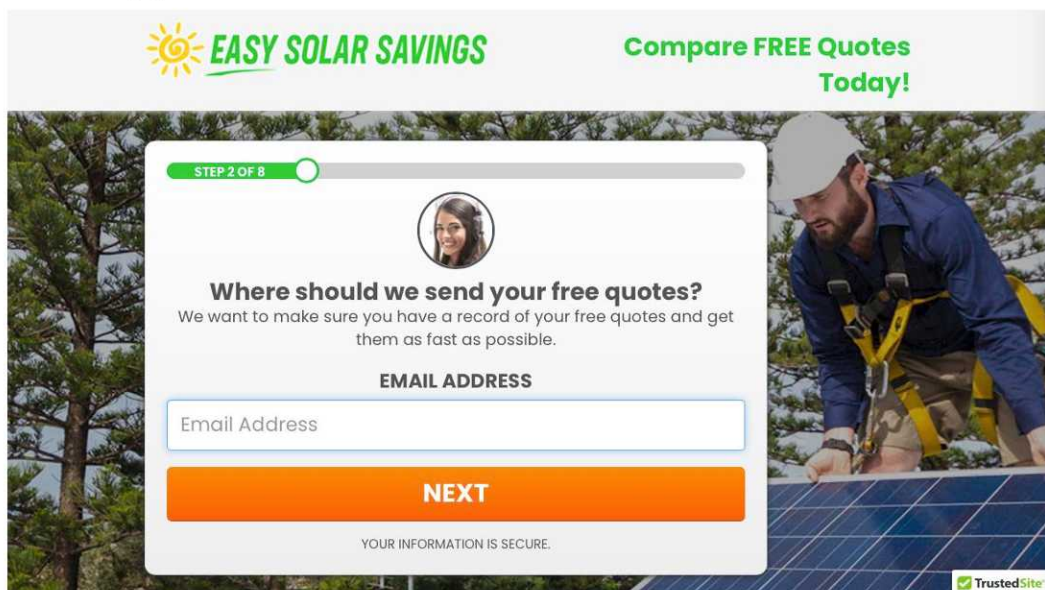 EASY SOLAR SAVINGS
Compare FREE Quotes
Today!
STEP 2 OF 8
Where should we send your free quotes?
We want to make sure you have a record of your free quotes and get
them as fast as possible.
EMAIL ADDRESS
Email Address
NEXT
YOUR INFORMATION IS SECURE.
TrustedSite